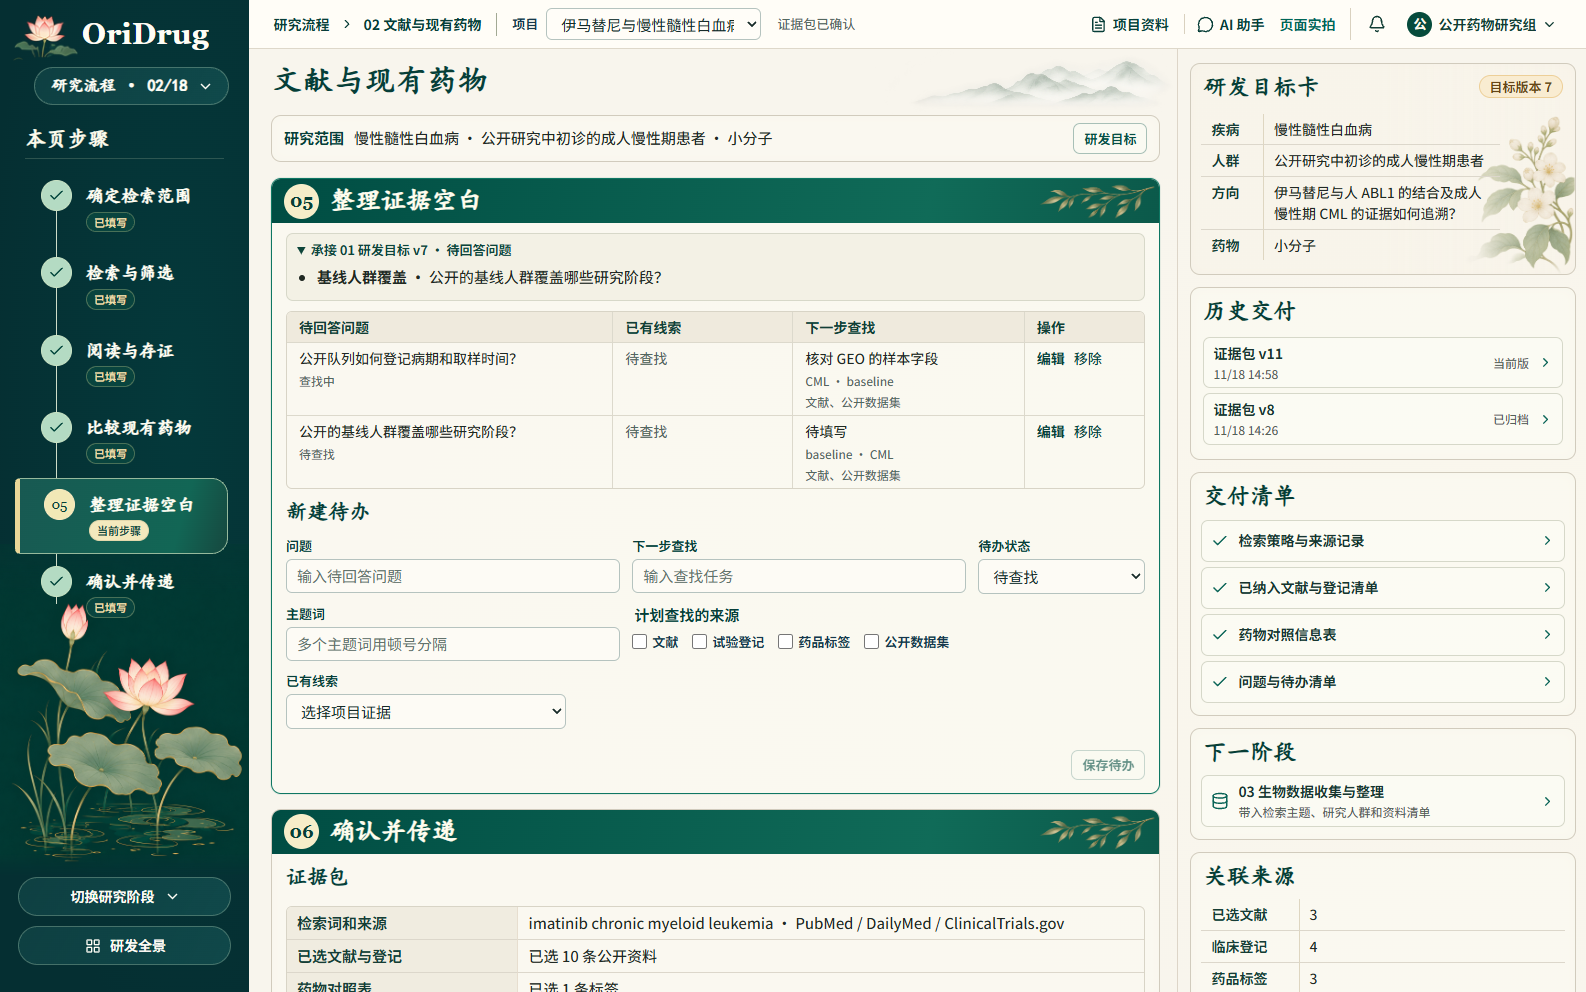 OriDrug
研究流程 • 02/18
本页步骤
确定检索范围
已填写
检索与筛选
已填写
阅读与存证
已填写
比较现有药物
已填写
05 整理证据空白
当前步骤
确认并传递
已填写
切换研究阶段
研发全景
研究流程 > 02 文献与现有药物
项目 伊马替尼与慢性髓性白血
证据包已确认
项目资料
AI 助手
页面实拍
公 公开药物研究组
文献与现有药物
研究范围 慢性髓性白血病 • 公开研究中初诊的成人慢性期患者 • 小分子
研发目标
05 整理证据空白
▼ 承接 01 研发目标 v7 • 待回答问题
• 基线人群覆盖 • 公开的基线人群覆盖哪些研究阶段?
待回答问题 已有线索 下一步查找 操作
公开队列如何登记病期和取样时间? 待查找 核对 GEO 的样本字段 编辑 移除
查找中 CML • baseline
文献、公开数据集
公开的基线人群覆盖哪些研究阶段? 待查找 待填写 编辑 移除
待查找 baseline • CML
文献、公开数据集
新建待办
问题 下一步查找 待办状态
输入待回答问题 输入查找任务 待查找
主题词 计划查找的来源
多个主题词用顿号分隔 文献 试验登记 药品标签 公开数据集
已有线索
选择项目证据
保存待办
06 确认并传递
证据包
检索词和来源 imatinib chronic myeloid leukemia • PubMed / DailyMed / ClinicalTrials.gov
已选文献与登记 已选 10 条公开资料
药物对照表 已选 1 条标签
研发目标卡 目标版本 7
疾病 慢性髓性白血病
人群 公开研究中初诊的成人慢性期患者
方向 伊马替尼与人 ABL1 的结合及成人
慢性期 CML 的证据如何追溯?
药物 小分子
历史交付
证据包 v11
11/18 14:58
当前版
证据包 v8
11/18 14:26
已归档
交付清单
检索策略与来源记录
已纳入文献与登记清单
药物对照信息表
问题与待办清单
下一阶段
03 生物数据收集与整理
带入检索主题、研究人群和资料清单
关联来源
已选文献 3
临床登记 4
药品标签 3